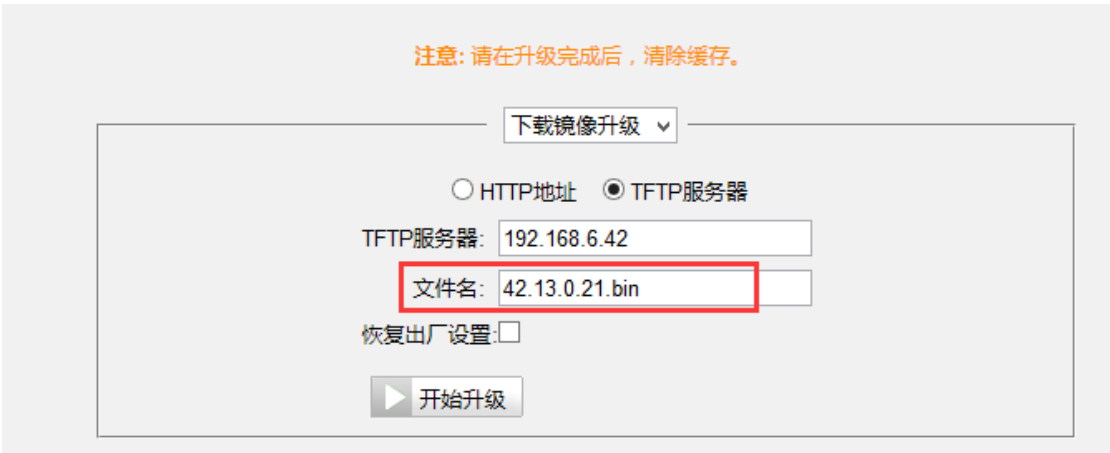 注意: 请在升级完成后，清除缓存。
下载镜像升级
HTTP地址 TFTP服务器
TFTP服务器: 192.168.6.42
文件名: 42.13.0.21.bin
恢复出厂设置:
开始升级